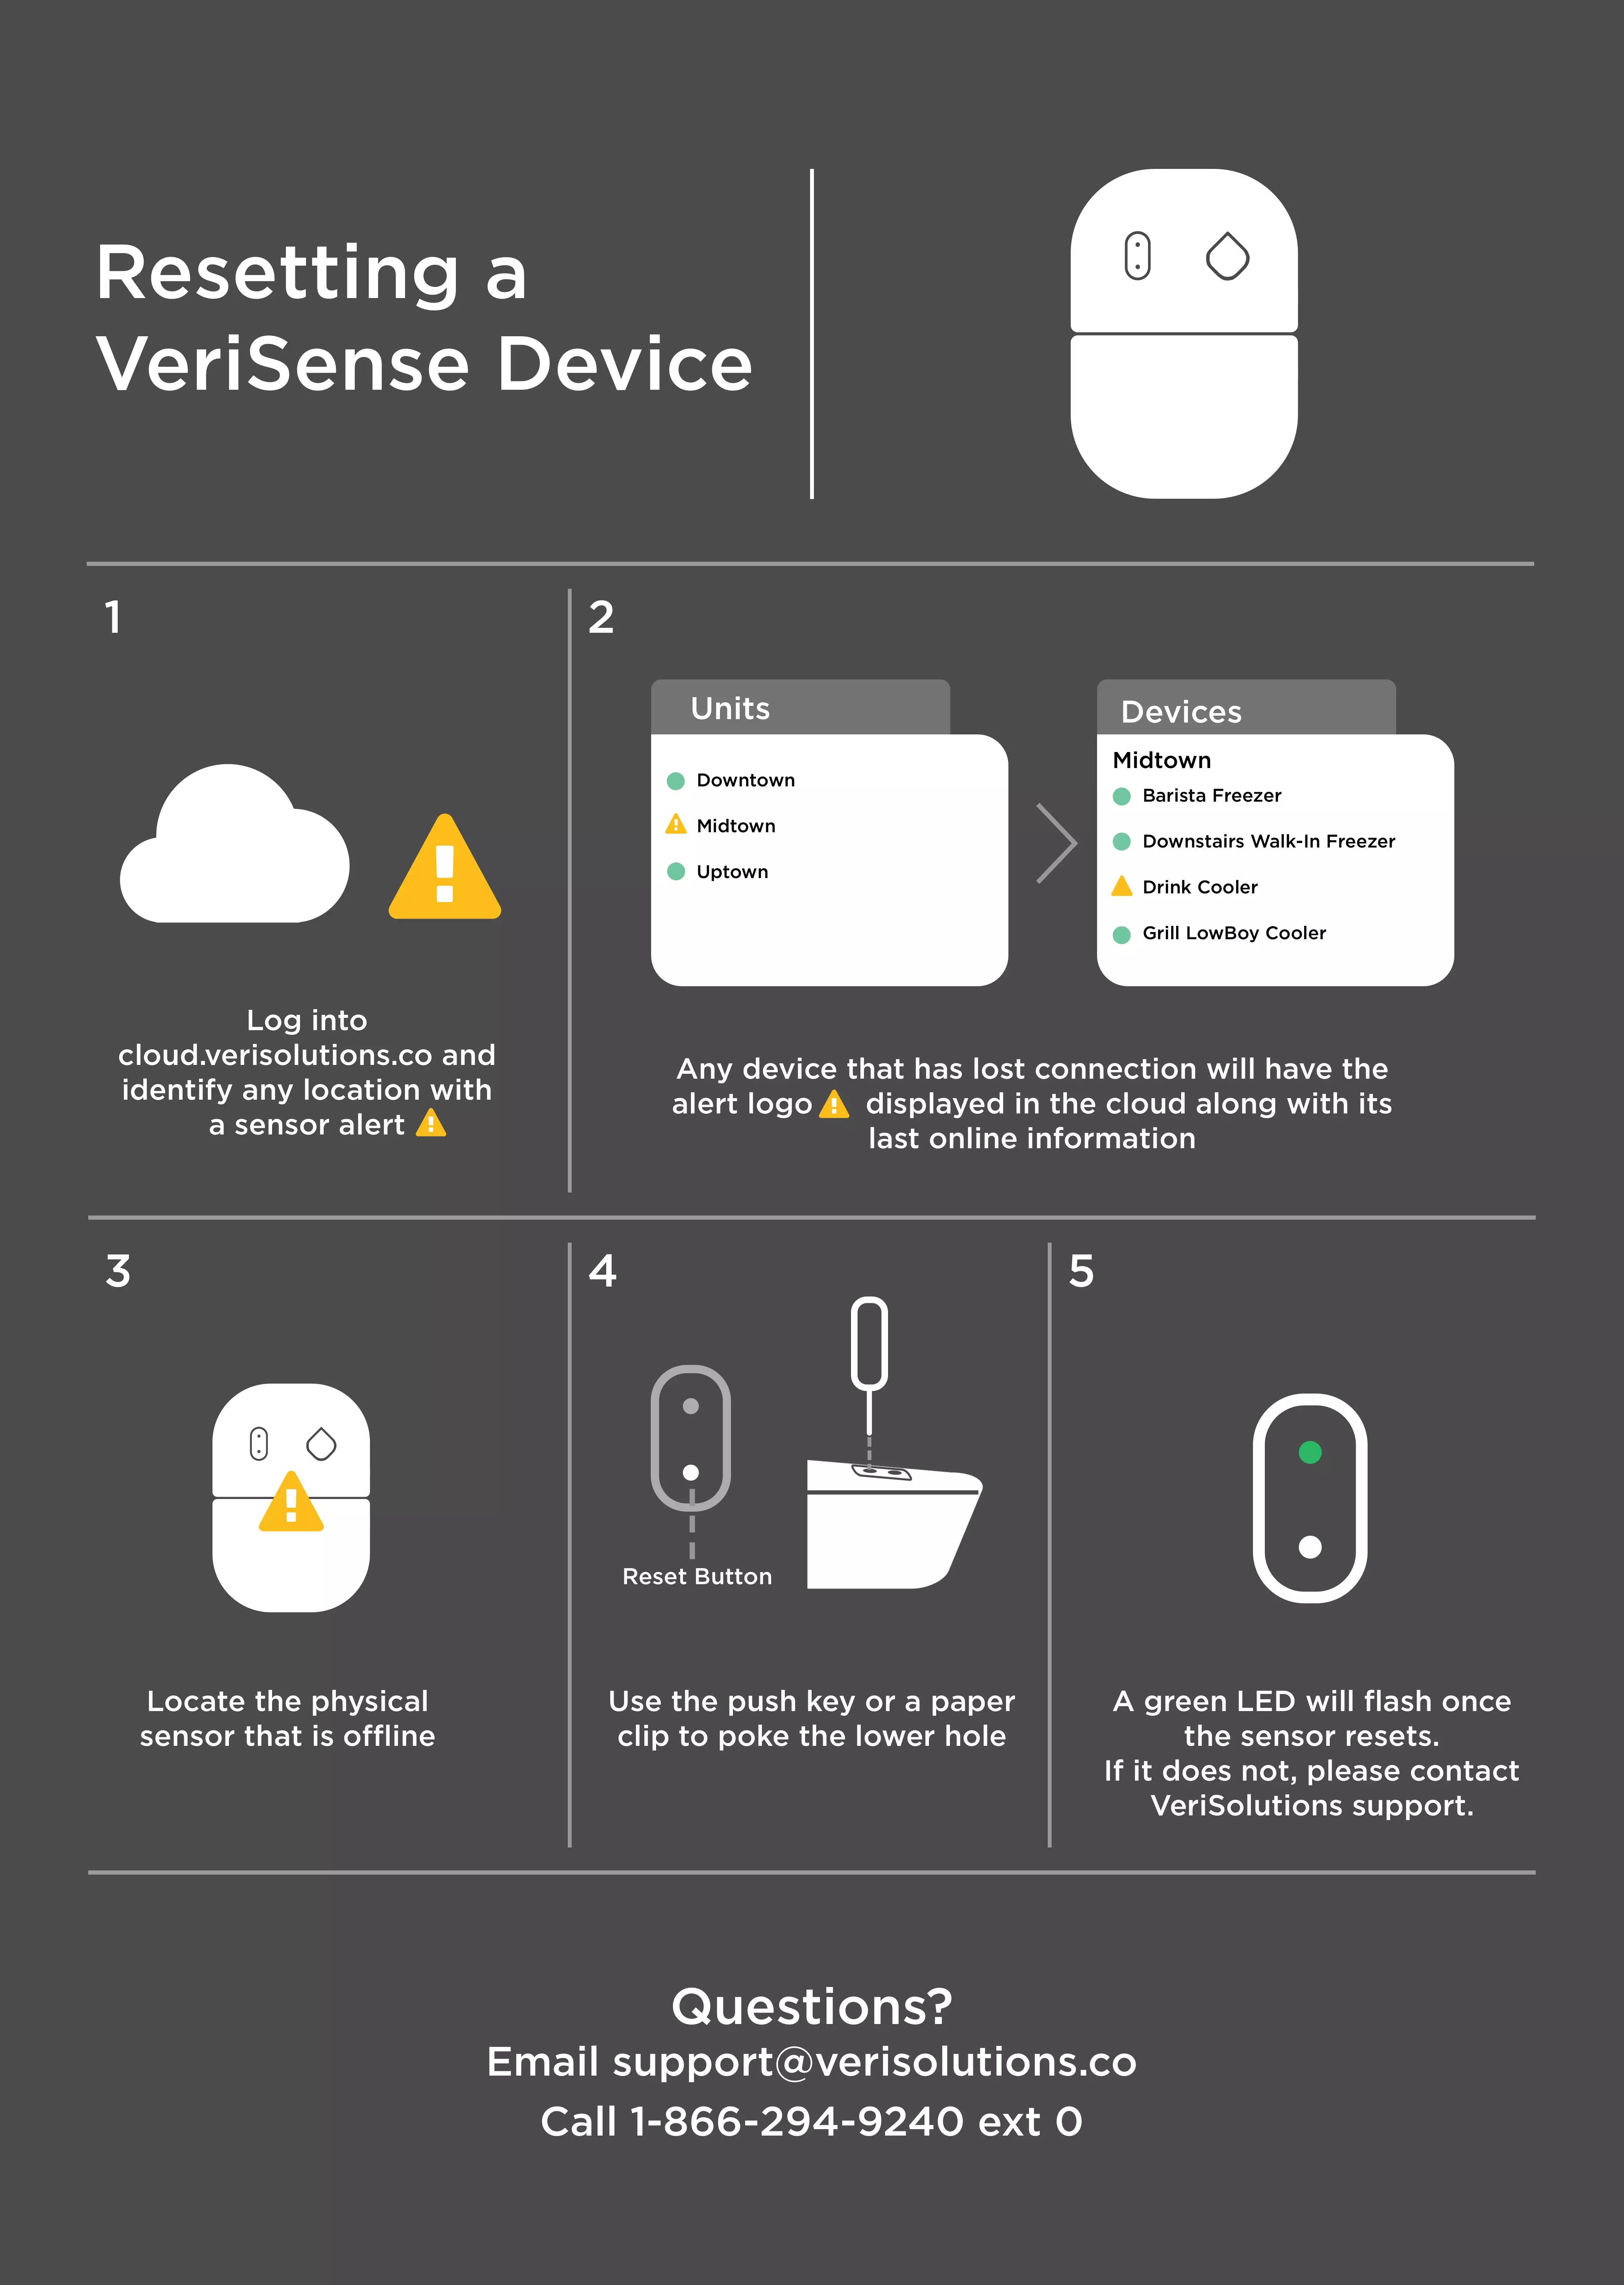 Resetting a
VeriSense Device
1
Log into
cloud.verisolutions.co and
identify any location with
a sensor alert
2
Units
Downtown
Midtown
Uptown
Devices
Midtown
Barista Freezer
Downstairs Walk-In Freezer
Drink Cooler
Grill LowBoy Cooler
Any device that has lost connection will have the
alert logo displayed in the cloud along with its
last online information
3
Locate the physical
sensor that is offline
4
Reset Button
Use the push key or a paper
clip to poke the lower hole
5
A green LED will flash once
the sensor resets.
If it does not, please contact
VeriSolutions support.
Questions?
Email support@verisolutions.co
Call 1-866-294-9240 ext 0